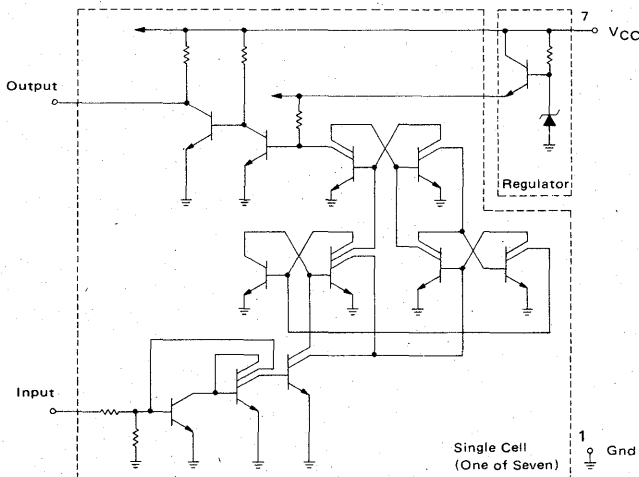 7
VCC
Output
Regulator
Input
Single Cell
(One of Seven)
1
Gnd